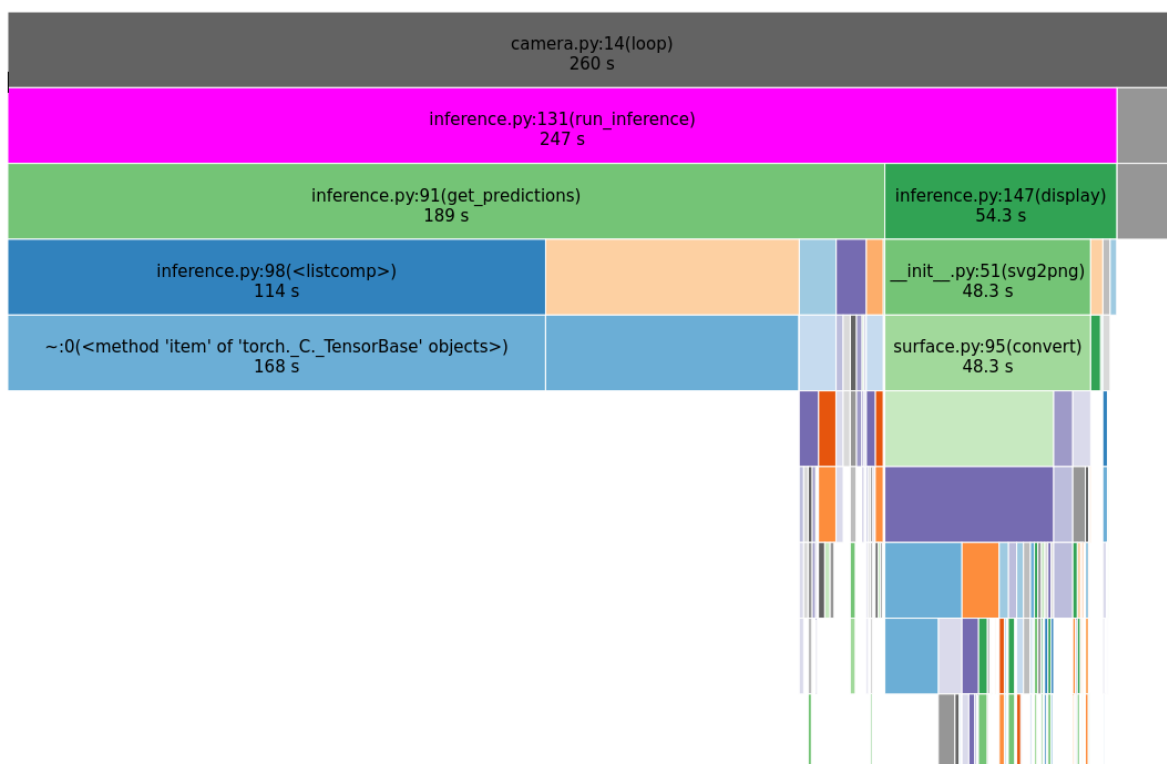 camera.py:14(loop)
260 s
inference.py:131(run_inference)
247 s
inference.py:91(get_predictions)
189 s
inference.py:147(display)
54.3 s
inference.py:98(<listcomp>)
114 s
__init__.py:51(svg2png)
48.3 s
~:0(<method 'item' of 'torch._C._TensorBase' objects>)
168 s
surface.py:95(convert)
48.3 s